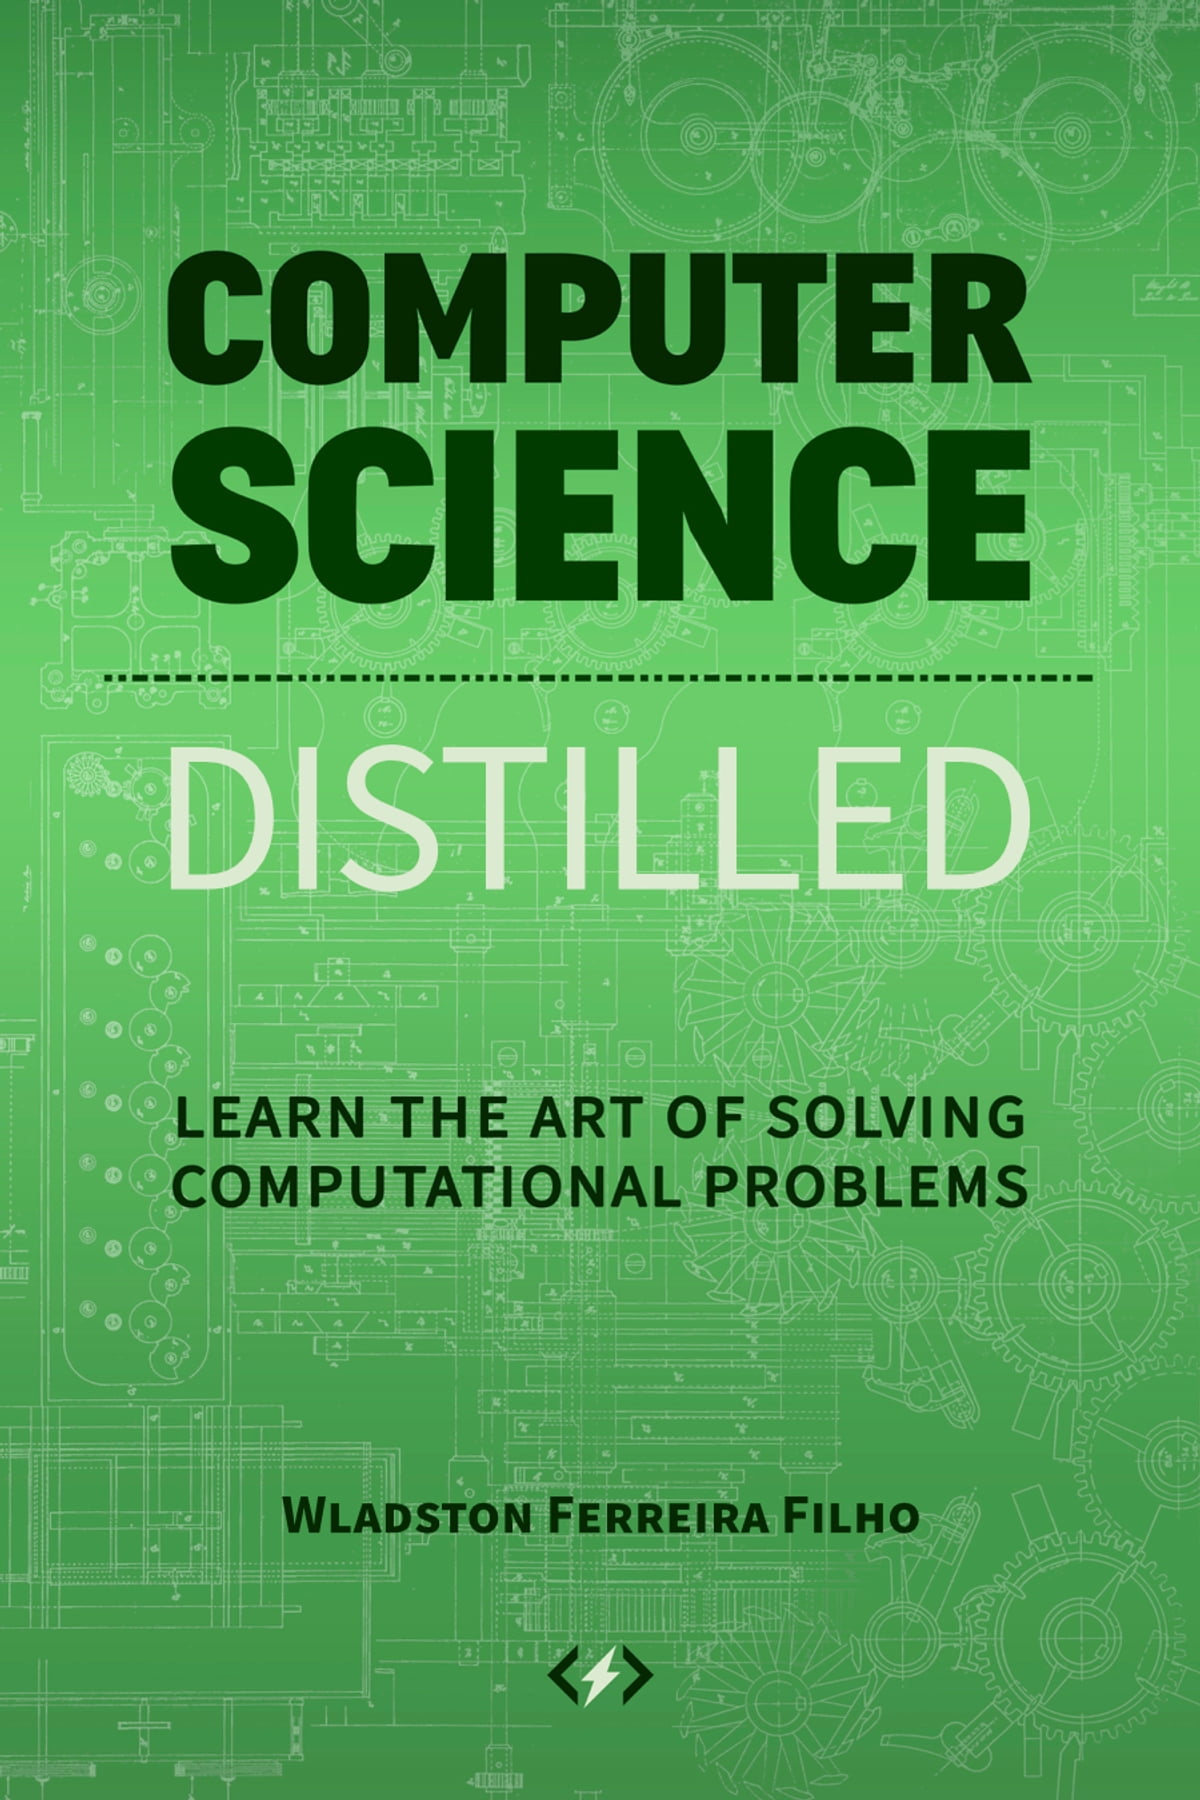 COMPUTER
SCIENCE
DISTILLED
LEARN THE ART OF SOLVING
COMPUTATIONAL PROBLEMS
WLADSTON FERREIRA FILHO